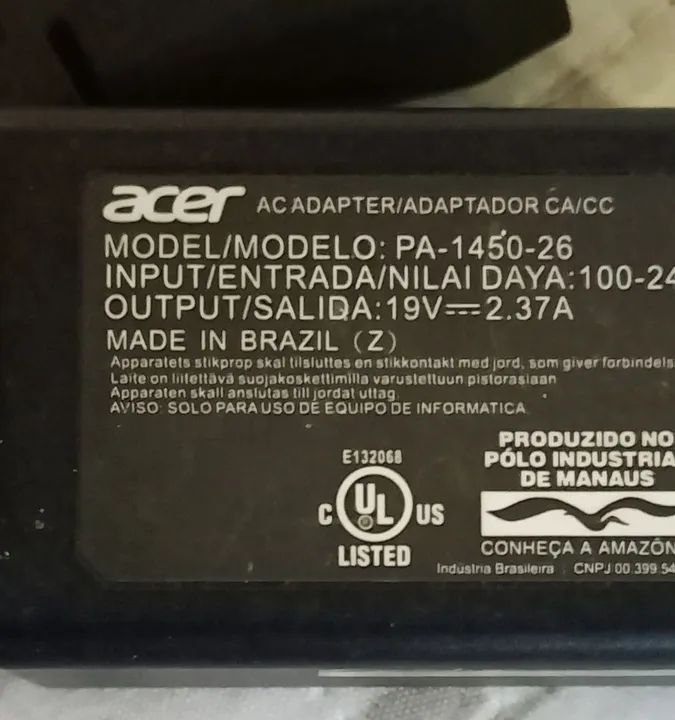 acer AC ADAPTER/ADAPTADOR CA/CC
MODEL/MODELO: PA-1450-26
INPUT/ENTRADA/NILAI DAYA:100-24
OUTPUT/SALIDA:19V⎓2.37A
MADE IN BRAZIL (Z)
Apparatets stikprop skal tilsluttes en stikkontakt med jord, som giver forbindels
Laite on liitettävä suojakoskettimilla varustettuun pistorasiaan
Apparaten skall anslutas till jordat uttag
AVISO: SOLO PARA USO DE EQUIPO DE INFORMATICA
E132068
C UL US
LISTED
PRODUZIDO NO
PÓLO INDUSTRIA
DE MANAUS
CONHEÇA A AMAZÔN
Indústria Brasileira CNPJ 00.399.54